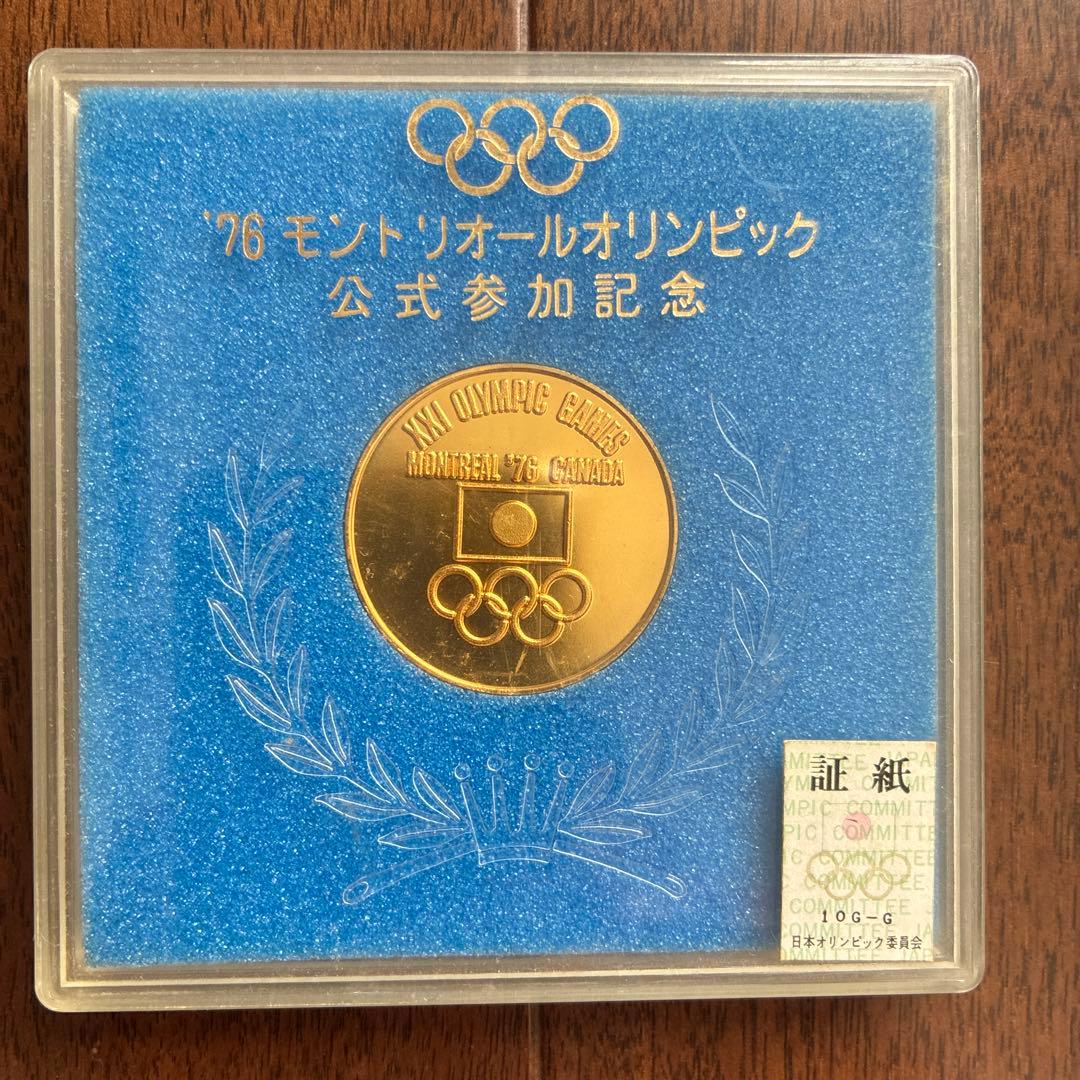 '76 モントリオールオリンピック
公式参加記念
XXI OLYMPIC GAMES
MONTREAL '76 CANADA
証紙
COMMITTEE
10G-G
日本オリンピック委員会